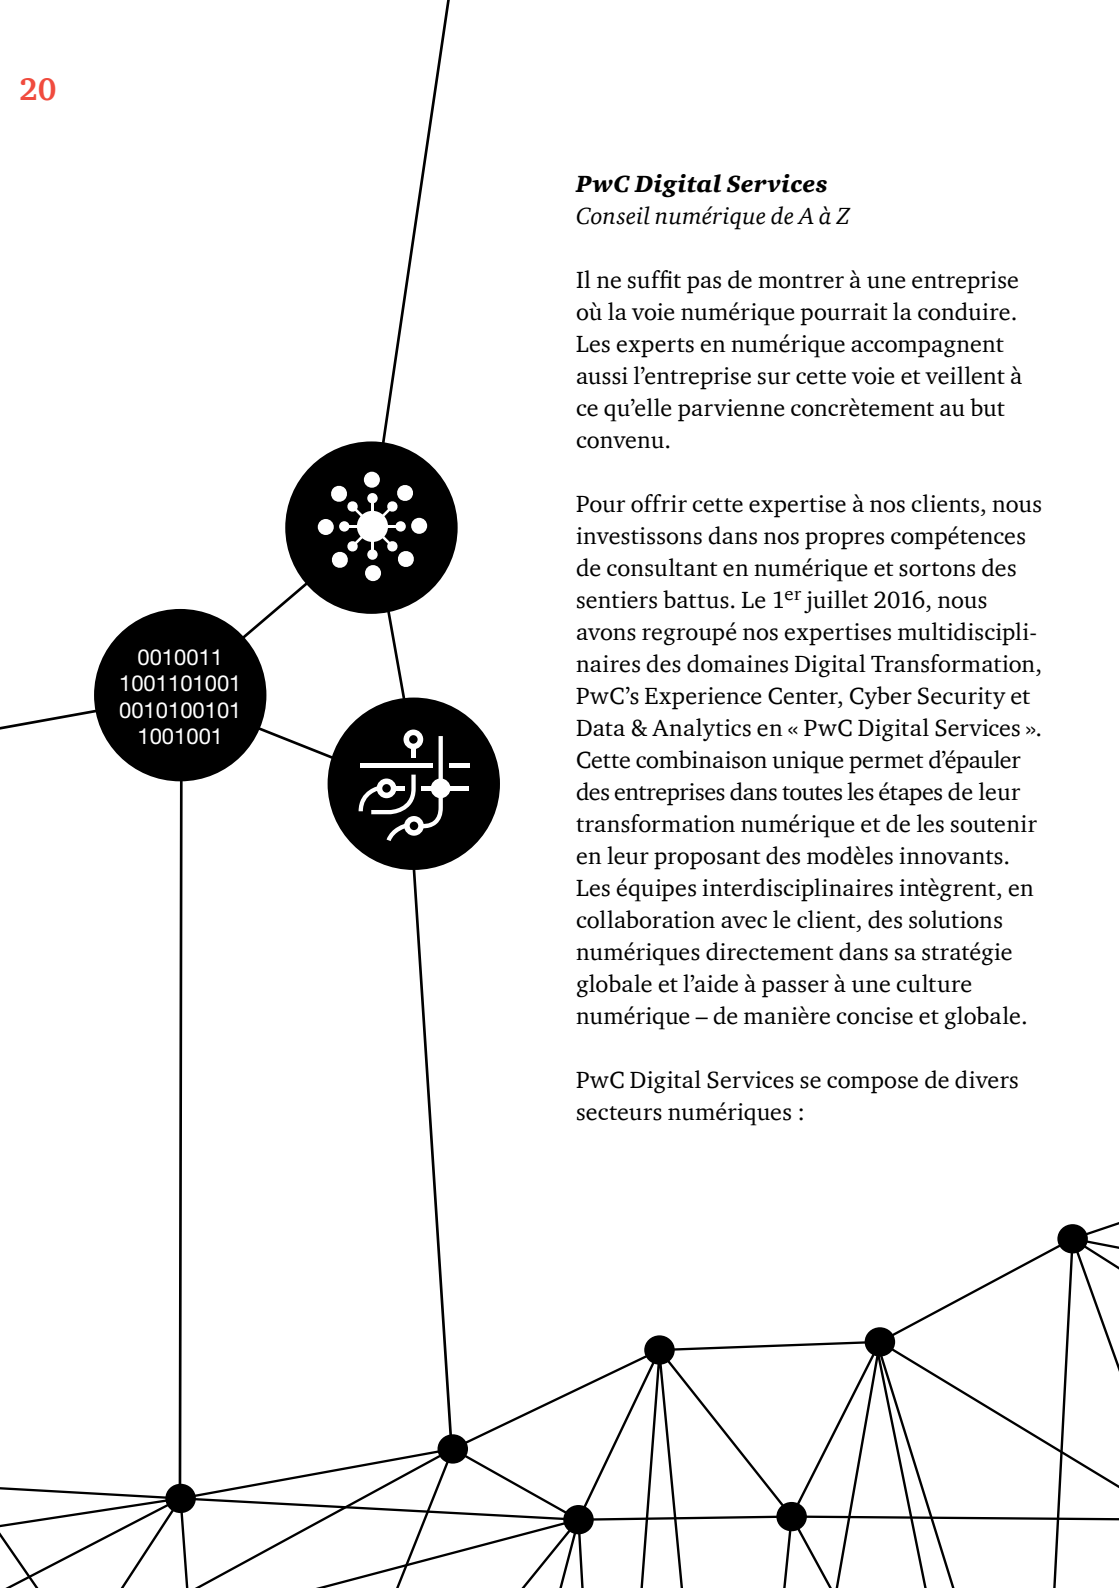 20
PwC Digital Services
Conseil numérique de A à Z
Il ne suffit pas de montrer à une entreprise
où la voie numérique pourrait la conduire.
Les experts en numérique accompagnent
aussi l’entreprise sur cette voie et veillent à
ce qu’elle parvienne concrètement au but
convenu.
Pour offrir cette expertise à nos clients, nous
investissons dans nos propres compétences
de consultant en numérique et sortons des
sentiers battus. Le 1er juillet 2016, nous
avons regroupé nos expertises multidiscipli-
naires des domaines Digital Transformation,
PwC’s Experience Center, Cyber Security et
Data & Analytics en « PwC Digital Services ».
Cette combinaison unique permet d’épauler
des entreprises dans toutes les étapes de leur
transformation numérique et de les soutenir
en leur proposant des modèles innovants.
Les équipes interdisciplinaires intègrent, en
collaboration avec le client, des solutions
numériques directement dans sa stratégie
globale et l’aide à passer à une culture
numérique – de manière concise et globale.
PwC Digital Services se compose de divers
secteurs numériques :
0010011
1001101001
0010100101
1001001